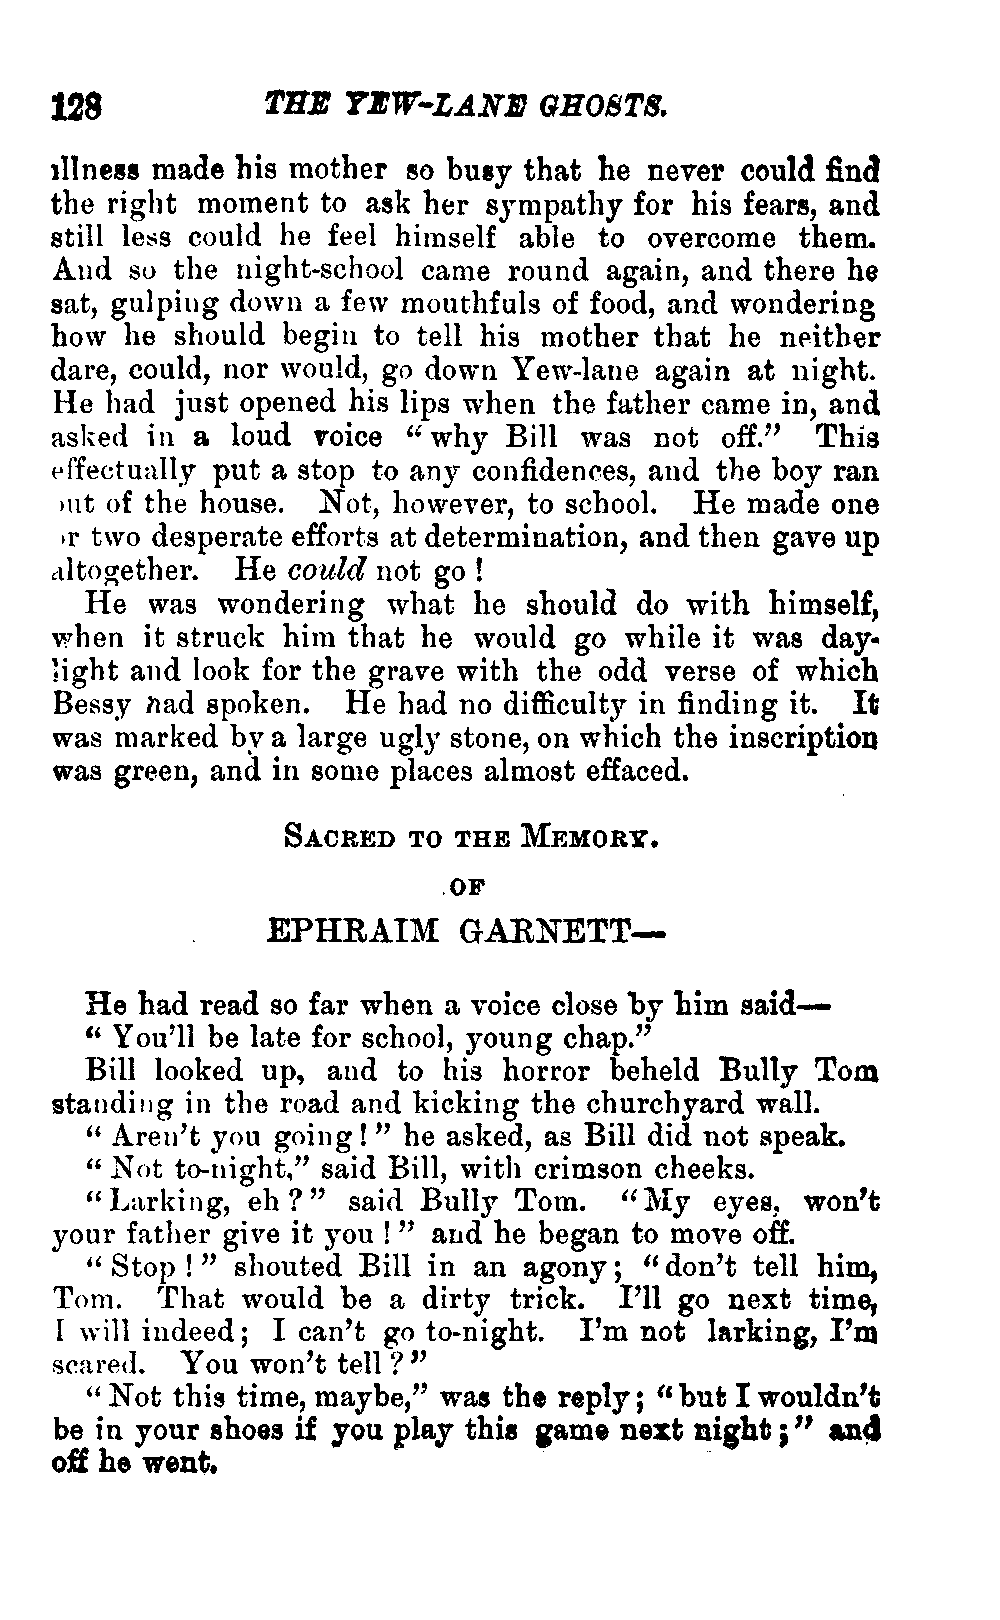 128 THE YEW-LANE GHOSTS.
illness made his mother so busy that he never could find
the right moment to ask her sympathy for his fears, and
still less could he feel himself able to overcome them.
And so the night-school came round again, and there he
sat, gulping down a few mouthfuls of food, and wondering
how he should begin to tell his mother that he neither
dare, could, nor would, go down Yew-lane again at night.
He had just opened his lips when the father came in, and
asked in a loud voice “why Bill was not off.” This
effectually put a stop to any confidences, and the boy ran
out of the house. Not, however, to school. He made one
or two desperate efforts at determination, and then gave up
altogether. He could not go!
He was wondering what he should do with himself,
when it struck him that he would go while it was day-
light and look for the grave with the odd verse of which
Bessy had spoken. He had no difficulty in finding it. It
was marked by a large ugly stone, on which the inscription
was green, and in some places almost effaced.
SACRED TO THE MEMORY.
OF
EPHRAIM GARNETT—
He had read so far when a voice close by him said—
“You'll be late for school, young chap.”
Bill looked up, and to his horror beheld Bully Tom
standing in the road and kicking the churchyard wall.
“Aren't you going!” he asked, as Bill did not speak.
“Not to-night,” said Bill, with crimson cheeks.
“Larking, eh?” said Bully Tom. “My eyes, won't
your father give it you!” and he began to move off.
“Stop!” shouted Bill in an agony; “don't tell him,
Tom. That would be a dirty trick. I'll go next time,
I will indeed; I can't go to-night. I'm not larking, I'm
scared. You won't tell?”
“Not this time, maybe,” was the reply; “but I wouldn't
be in your shoes if you play this game next night;” and
off he went.